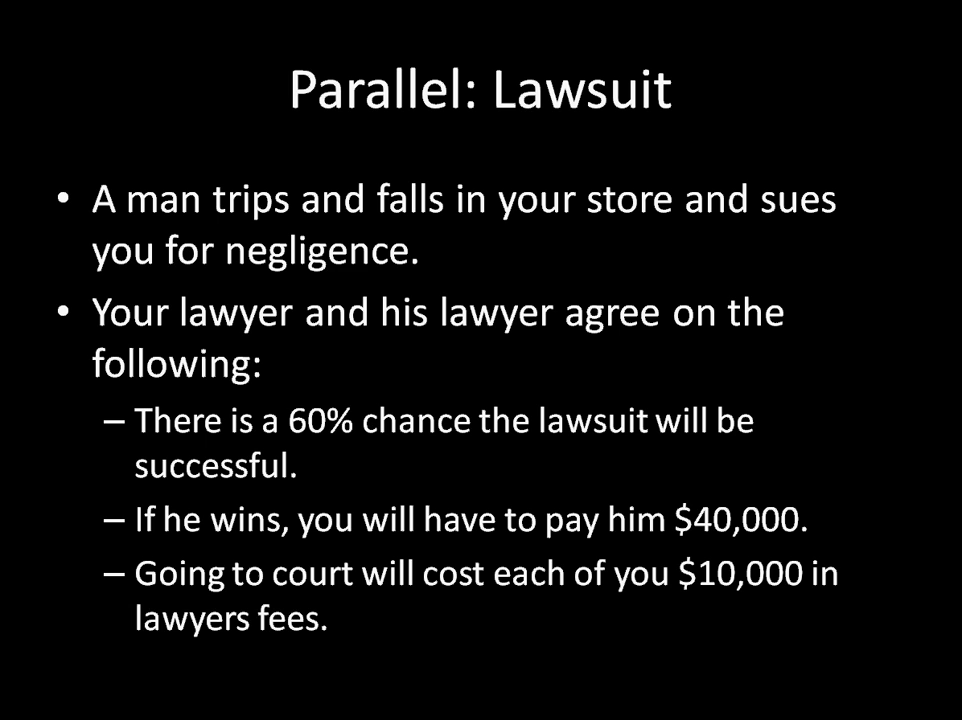 Parallel: Lawsuit
• A man trips and falls in your store and sues
you for negligence.
• Your lawyer and his lawyer agree on the
following:
– There is a 60% chance the lawsuit will be
successful.
– If he wins, you will have to pay him $40,000.
– Going to court will cost each of you $10,000 in
lawyers fees.